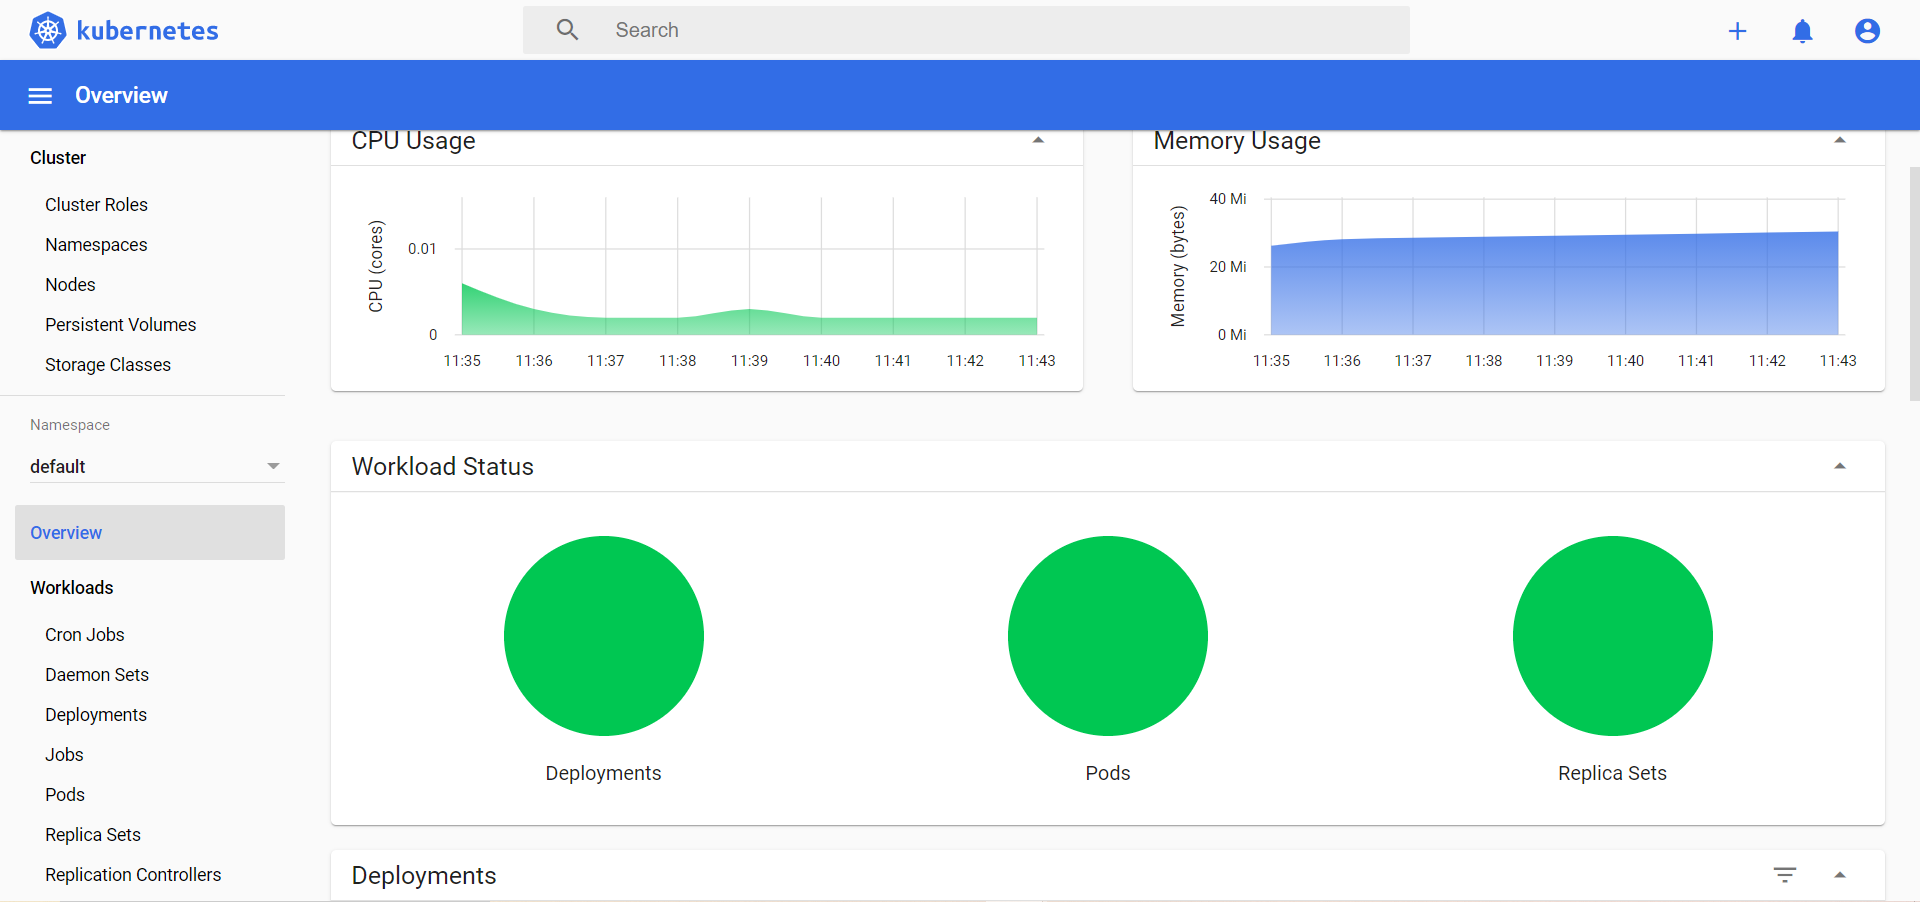 kubernetes
Search
Overview
Cluster
Cluster Roles
Namespaces
Nodes
Persistent Volumes
Storage Classes
Namespace
default
Overview
Workloads
Cron Jobs
Daemon Sets
Deployments
Jobs
Pods
Replica Sets
Replication Controllers
CPU Usage
CPU (cores)
0.01
0
11:35 11:36 11:37 11:38 11:39 11:40 11:41 11:42 11:43
Memory Usage
Memory (bytes)
40 Mi
20 Mi
0 Mi
11:35 11:36 11:37 11:38 11:39 11:40 11:41 11:42 11:43
Workload Status
Deployments
Pods
Replica Sets
Deployments